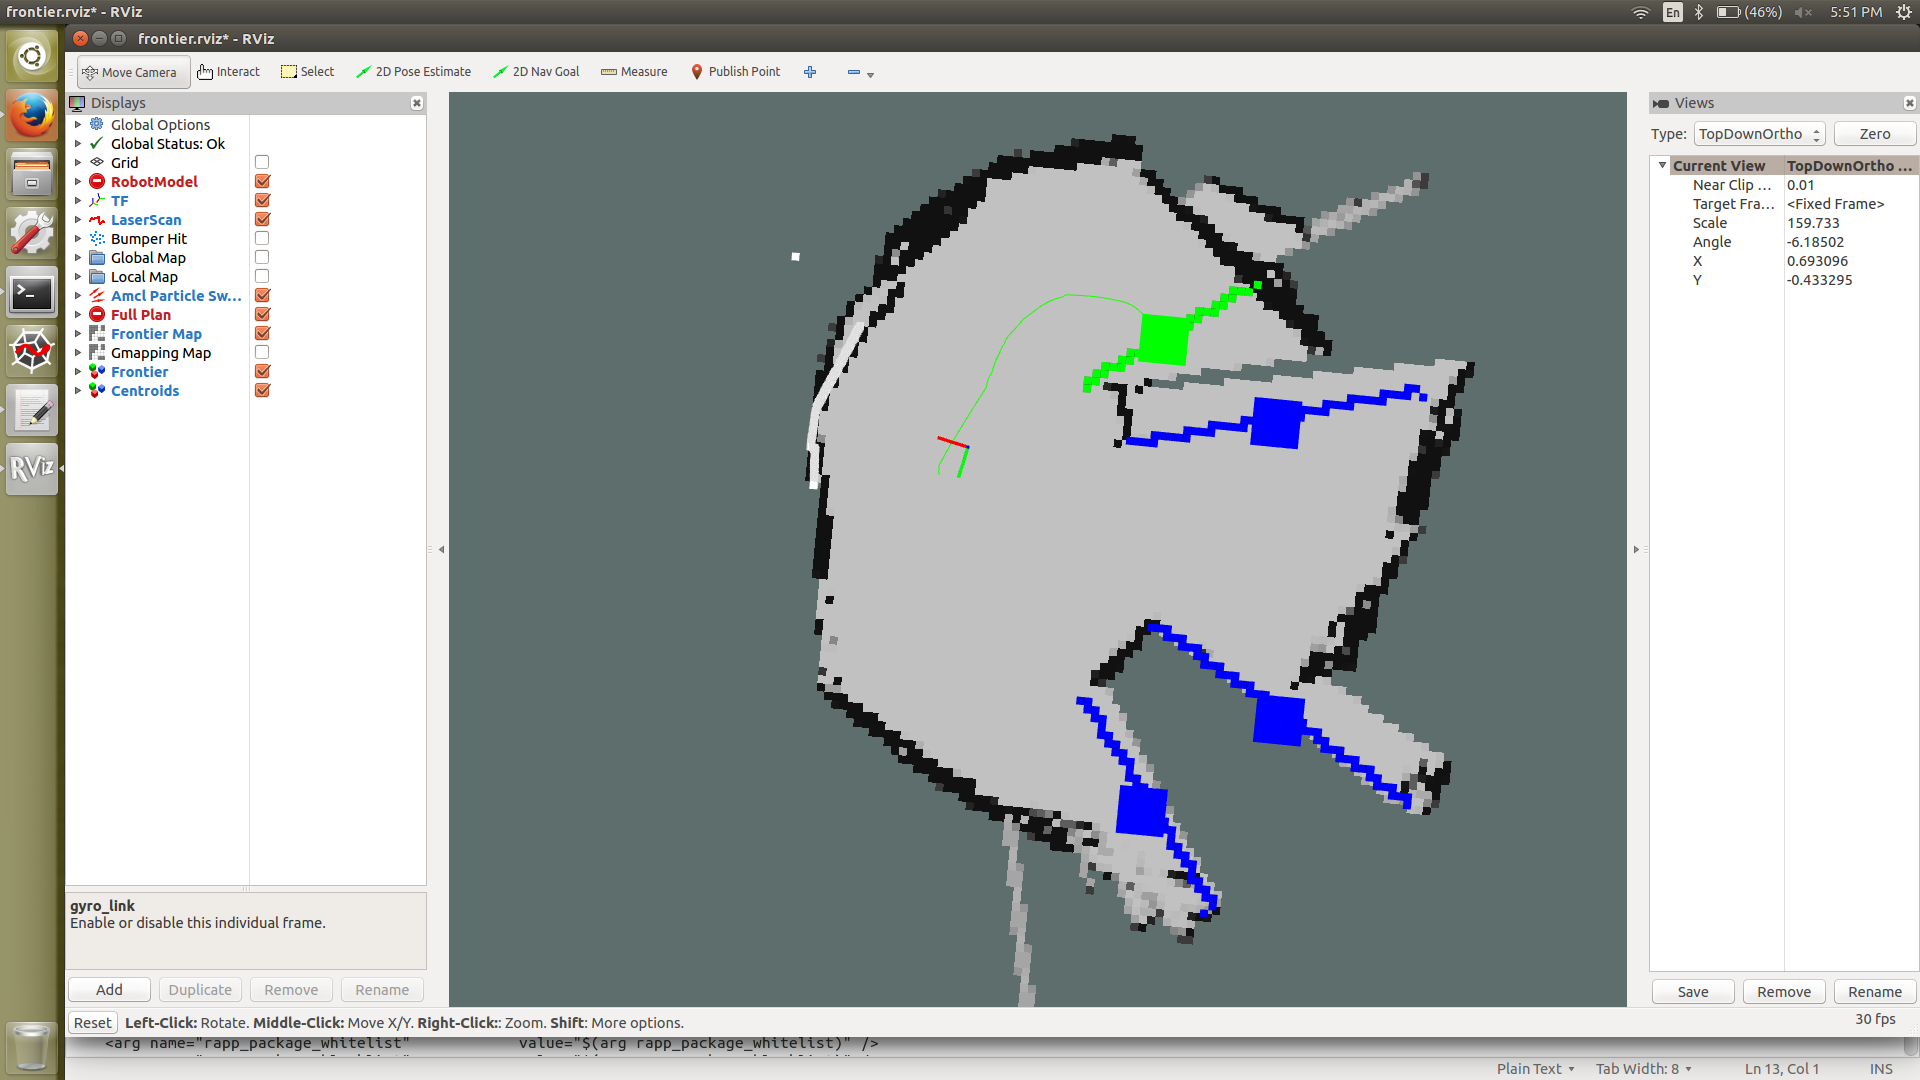 frontier.rviz* - RViz
En
(46%)
5:51 PM
frontier.rviz* - RViz
Move Camera
Interact
Select
2D Pose Estimate
2D Nav Goal
Measure
Publish Point
Displays
Global Options
Global Status: Ok
Grid
RobotModel
TF
LaserScan
Bumper Hit
Global Map
Local Map
Amcl Particle Sw...
Full Plan
Frontier Map
Gmapping Map
Frontier
Centroids
gyro_link
Enable or disable this individual frame.
Add
Duplicate
Remove
Rename
Views
Type:
TopDownOrtho
Zero
Current View TopDownOrtho ...
Near Clip ... 0.01
Target Fra... <Fixed Frame>
Scale 159.733
Angle -6.18502
X 0.693096
Y -0.433295
Save
Remove
Rename
RViz
Reset
Left-Click: Rotate. Middle-Click: Move X/Y. Right-Click:: Zoom. Shift: More options.
30 fps
<arg name="rapp_package_whitelist" value="$(arg rapp_package_whitelist)" />
Plain Text
Tab Width: 8
Ln 13, Col 1
INS